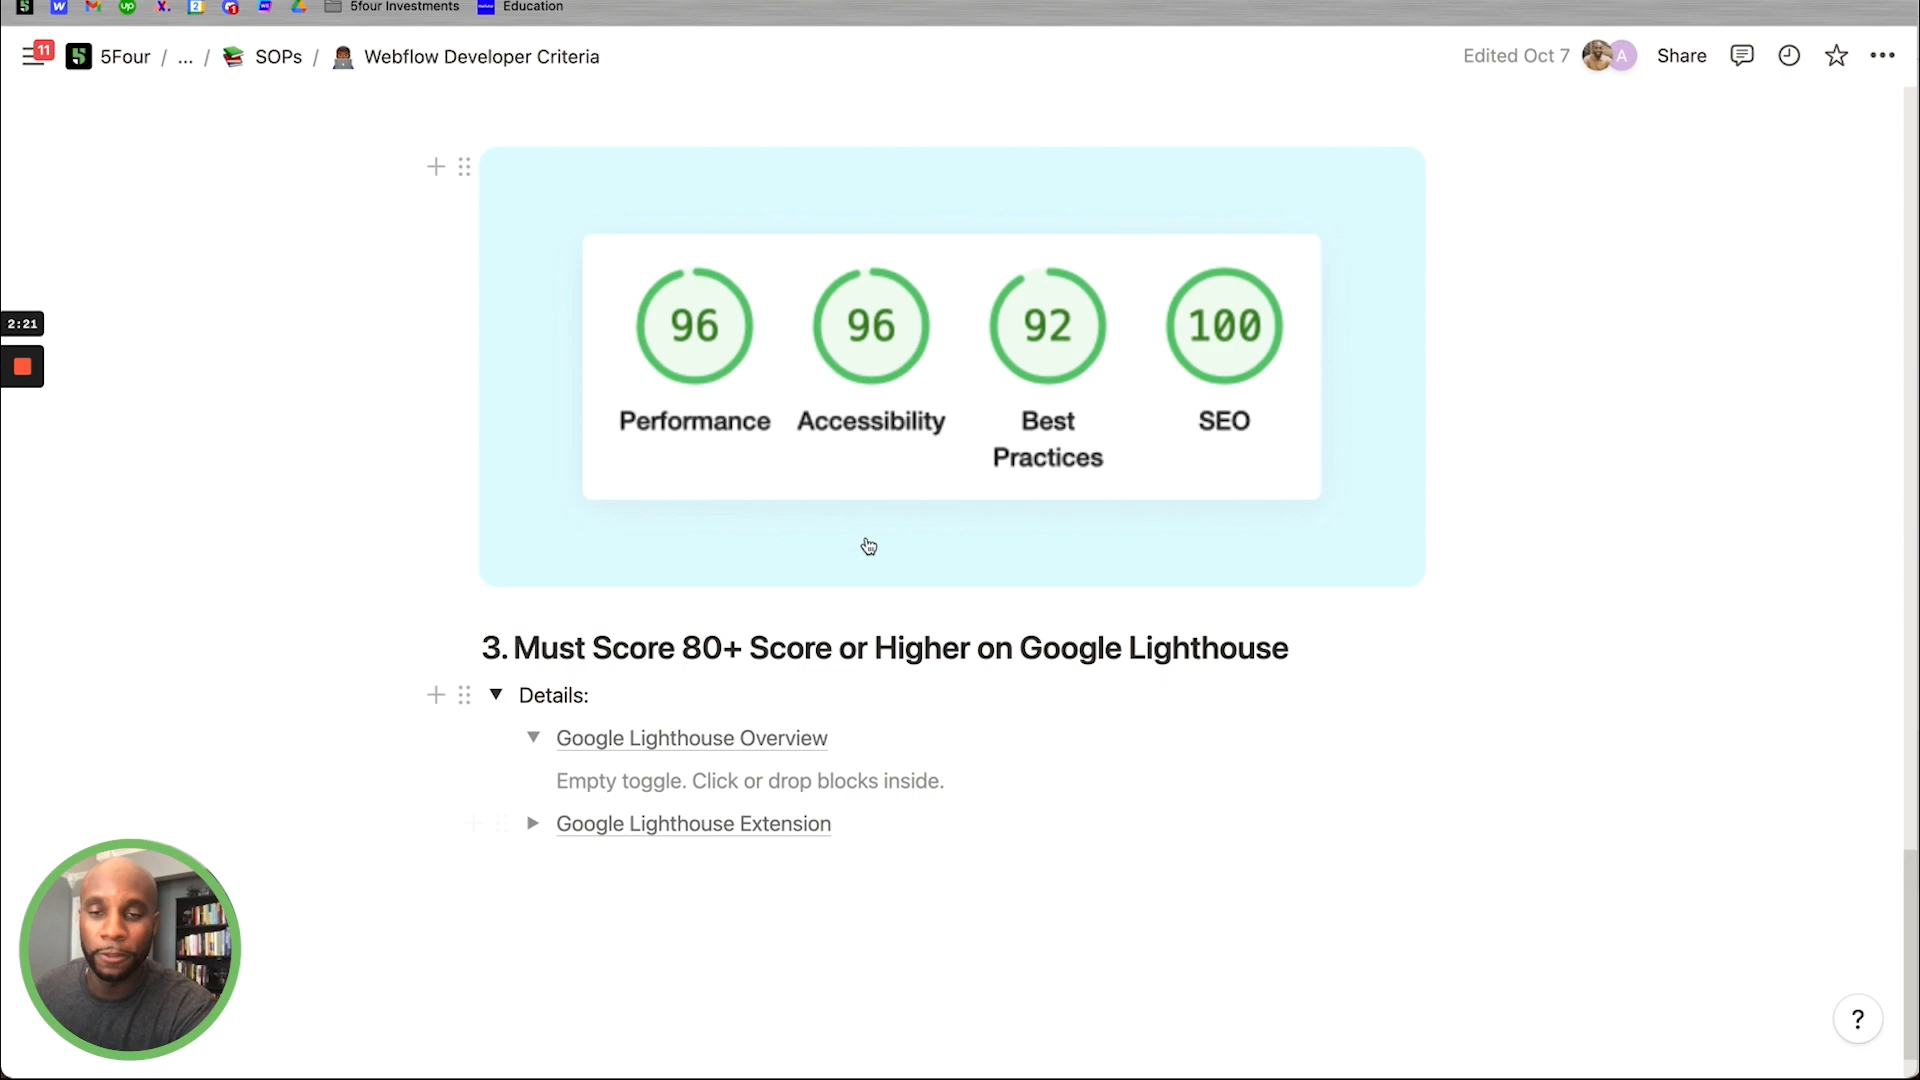 5four Investments Education
11 5Four / ... / SOPs / Webflow Developer Criteria Edited Oct 7 A Share
96 96 92 100
Performance Accessibility Best Practices SEO
2:21
3. Must Score 80+ Score or Higher on Google Lighthouse
Details:
Google Lighthouse Overview
Empty toggle. Click or drop blocks inside.
Google Lighthouse Extension
?